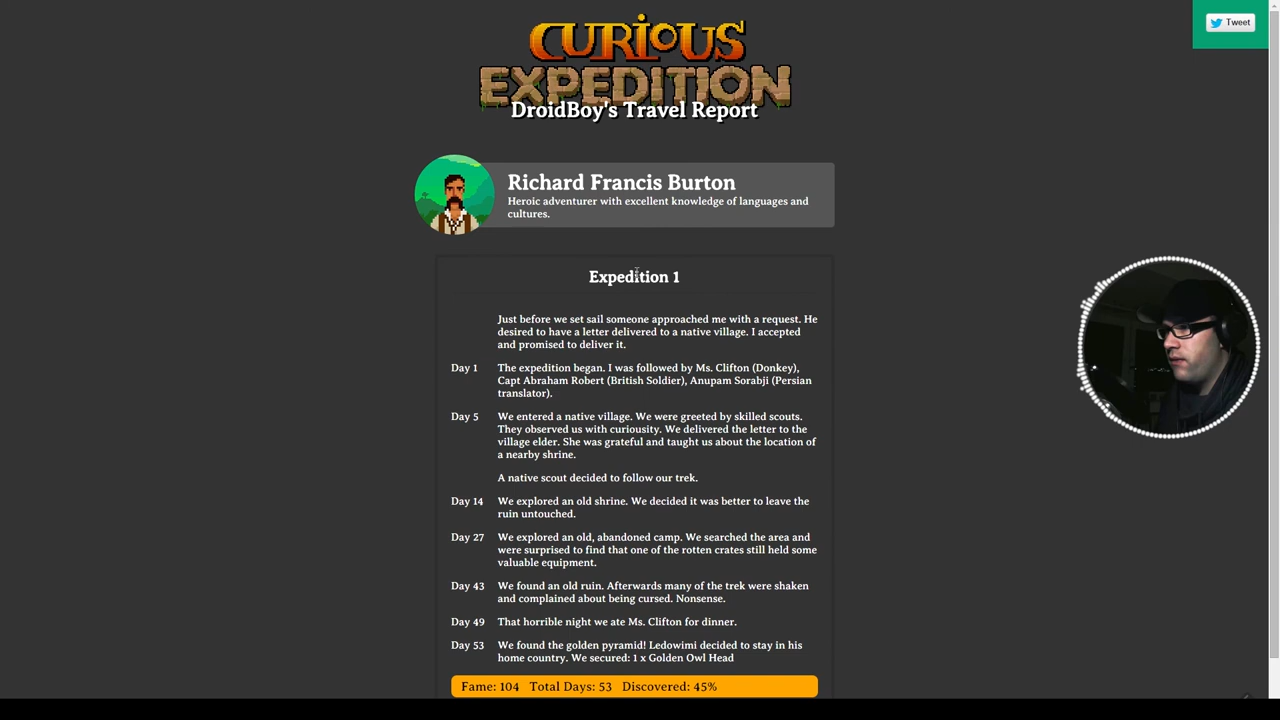 Tweet
CURIOUS
EXPEDITION
DroidBoy's Travel Report
Richard Francis Burton
Heroic adventurer with excellent knowledge of languages and
cultures.
Expedition 1
Just before we set sail someone approached me with a request. He
desired to have a letter delivered to a native village. I accepted
and promised to deliver it.
Day 1 The expedition began. I was followed by Ms. Clifton (Donkey),
Capt Abraham Robert (British Soldier), Anupam Sorabji (Persian
translator).
Day 5 We entered a native village. We were greeted by skilled scouts.
They observed us with curiousity. We delivered the letter to the
village elder. She was grateful and taught us about the location of
a nearby shrine.
A native scout decided to follow our trek.
Day 14 We explored an old shrine. We decided it was better to leave the
ruin untouched.
Day 27 We explored an old, abandoned camp. We searched the area and
were surprised to find that one of the rotten crates still held some
valuable equipment.
Day 43 We found an old ruin. Afterwards many of the trek were shaken
and complained about being cursed. Nonsense.
Day 49 That horrible night we ate Ms. Clifton for dinner.
Day 53 We found the golden pyramid! Ledowimi decided to stay in his
home country. We secured: 1 x Golden Owl Head
Fame: 104 Total Days: 53 Discovered: 45%